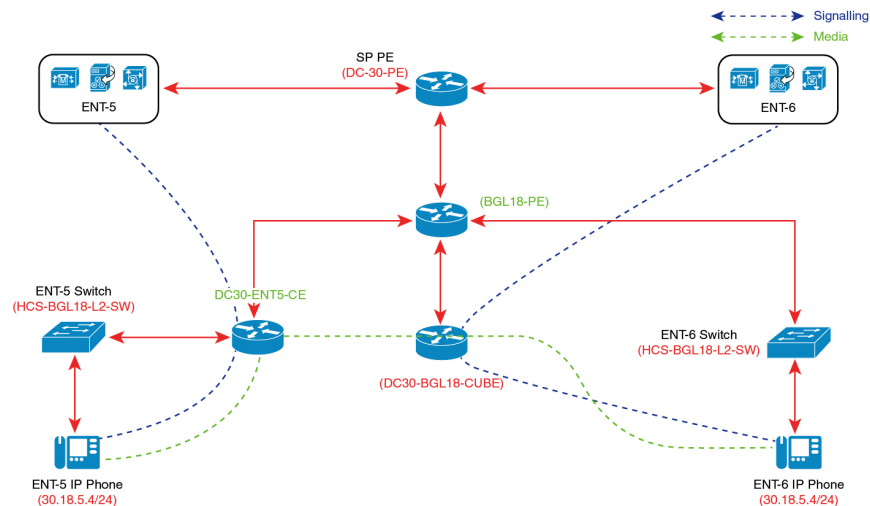 Signalling
Media
SP PE
(DC-30-PE)
ENT-5
ENT-6
(BGL18-PE)
ENT-5 Switch
(HCS-BGL18-L2-SW)
DC30-ENT5-CE
ENT-6 Switch
(HCS-BGL18-L2-SW)
(DC30-BGL18-CUBE)
ENT-5 IP Phone
(30.18.5.4/24)
ENT-6 IP Phone
(30.18.5.4/24)